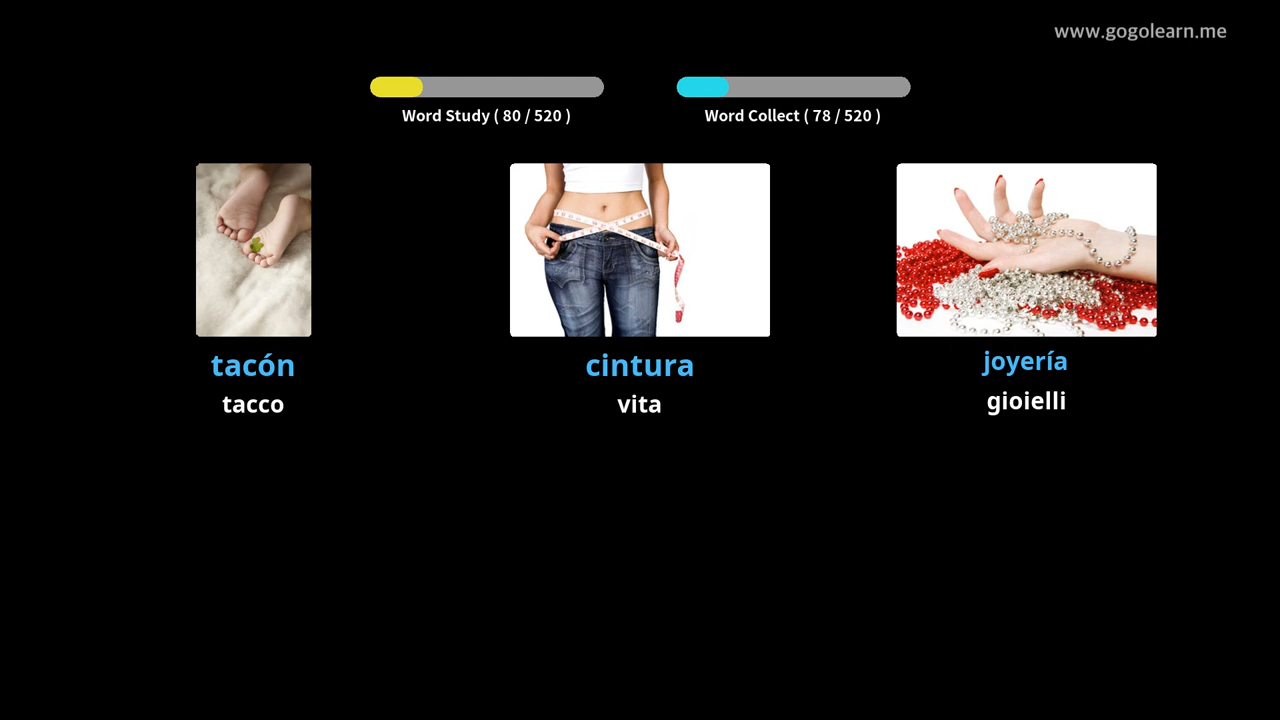 www.gogolearn.me
Word Study ( 80 / 520 )
Word Collect ( 78 / 520 )
tacón
tacco
cintura
vita
joyería
gioielli